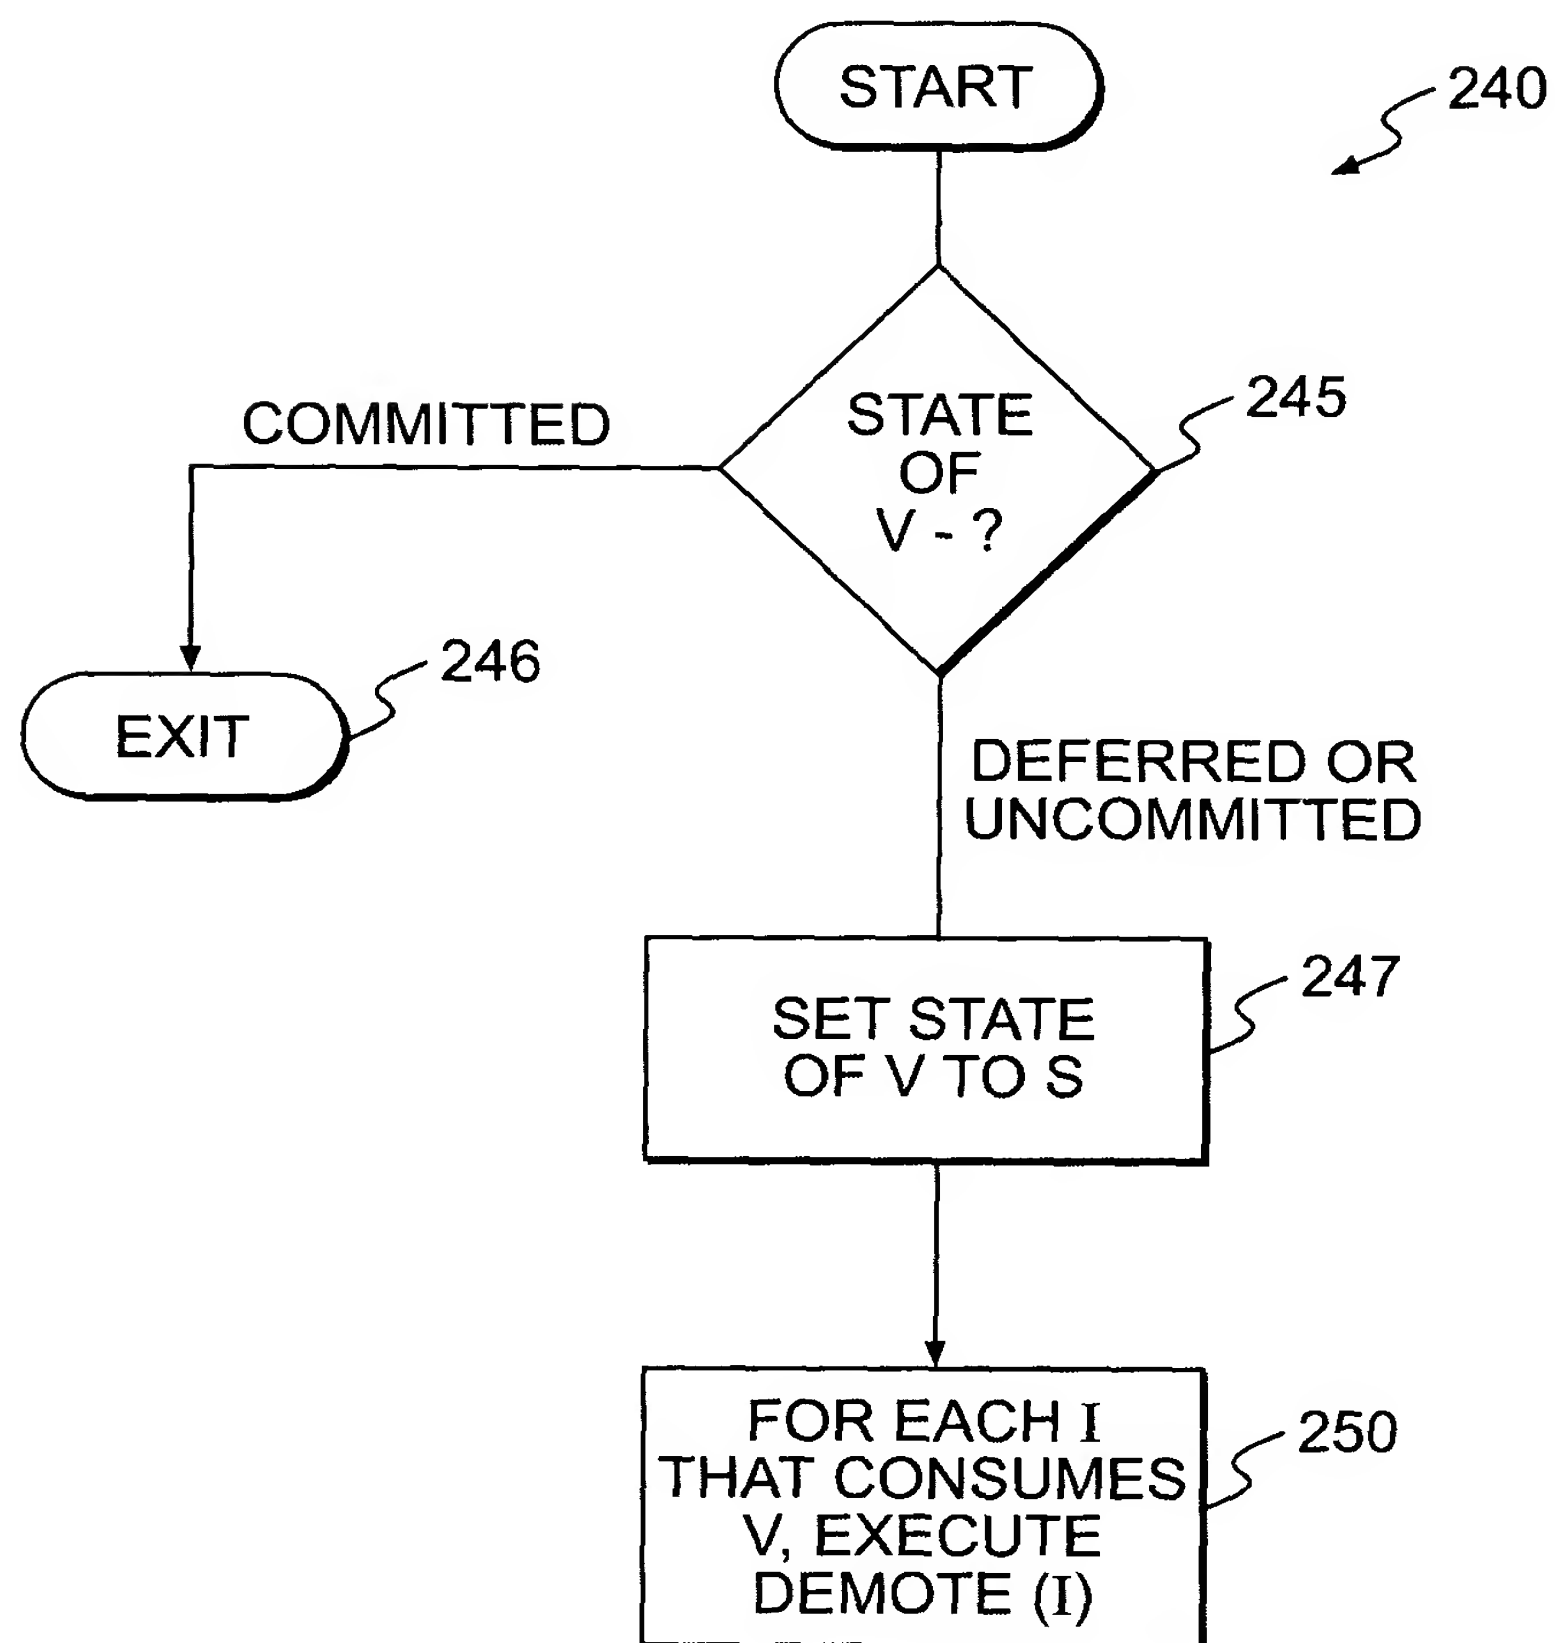 START
240
STATE
OF
V - ?
245
COMMITTED
246
EXIT
DEFERRED OR
UNCOMMITTED
247
SET STATE
OF V TO S
FOR EACH I
THAT CONSUMES
V, EXECUTE
DEMOTE (I)
250